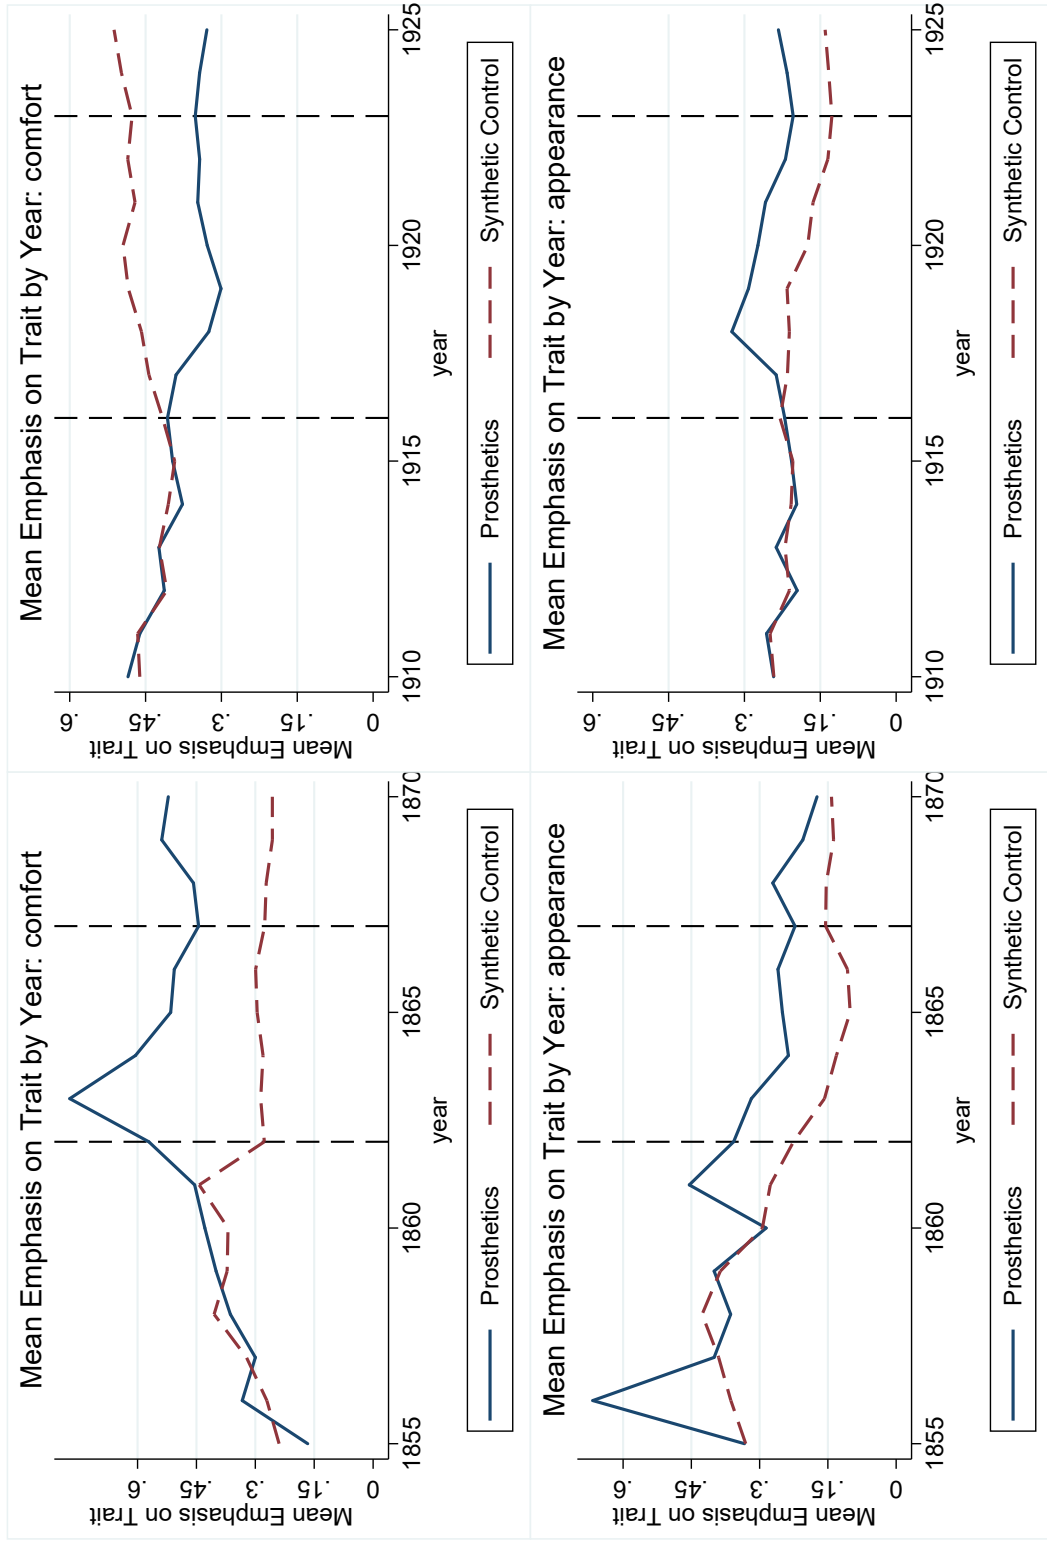 Mean Emphasis on Trait by Year: comfort
Mean Emphasis on Trait
0 .15 .3 .45 .6
1855 1860 1865 1870
year
Prosthetics Synthetic Control
Mean Emphasis on Trait by Year: comfort
Mean Emphasis on Trait
0 .15 .3 .45 .6
1910 1915 1920 1925
year
Prosthetics Synthetic Control
Mean Emphasis on Trait by Year: appearance
Mean Emphasis on Trait
0 .15 .3 .45 .6
1855 1860 1865 1870
year
Prosthetics Synthetic Control
Mean Emphasis on Trait by Year: appearance
Mean Emphasis on Trait
0 .15 .3 .45 .6
1910 1915 1920 1925
year
Prosthetics Synthetic Control